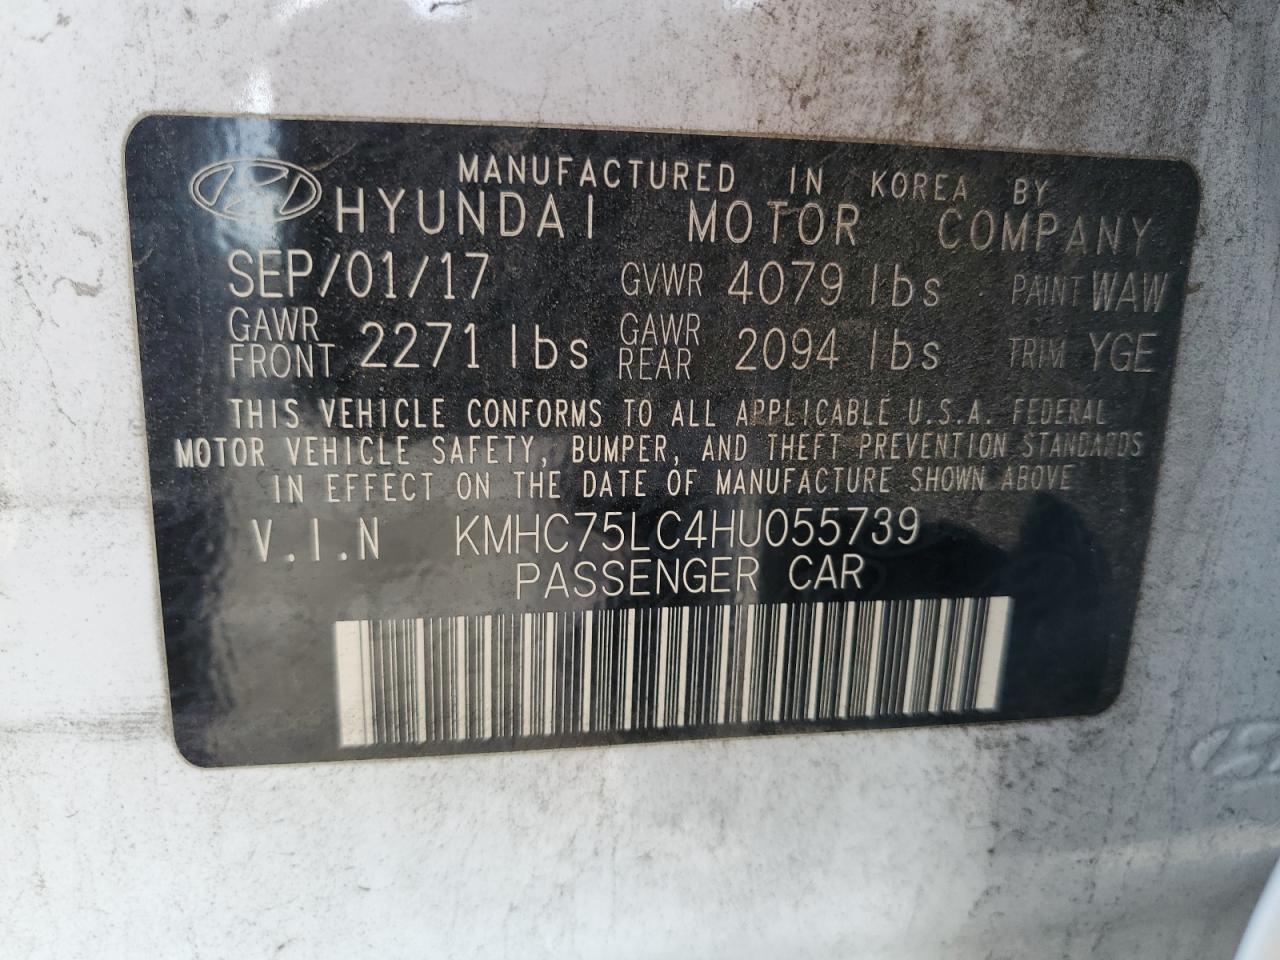 MANUFACTURED IN KOREA BY
HYUNDAI MOTOR COMPANY
SEP/01/17 GVWR 4079 lbs PAINT WAW
GAWR FRONT 2271 lbs GAWR REAR 2094 lbs TRIM YGE
THIS VEHICLE CONFORMS TO ALL APPLICABLE U.S.A. FEDERAL
MOTOR VEHICLE SAFETY, BUMPER, AND THEFT PREVENTION STANDARDS
IN EFFECT ON THE DATE OF MANUFACTURE SHOWN ABOVE
V.I.N KMHC75LC4HU055739
PASSENGER CAR